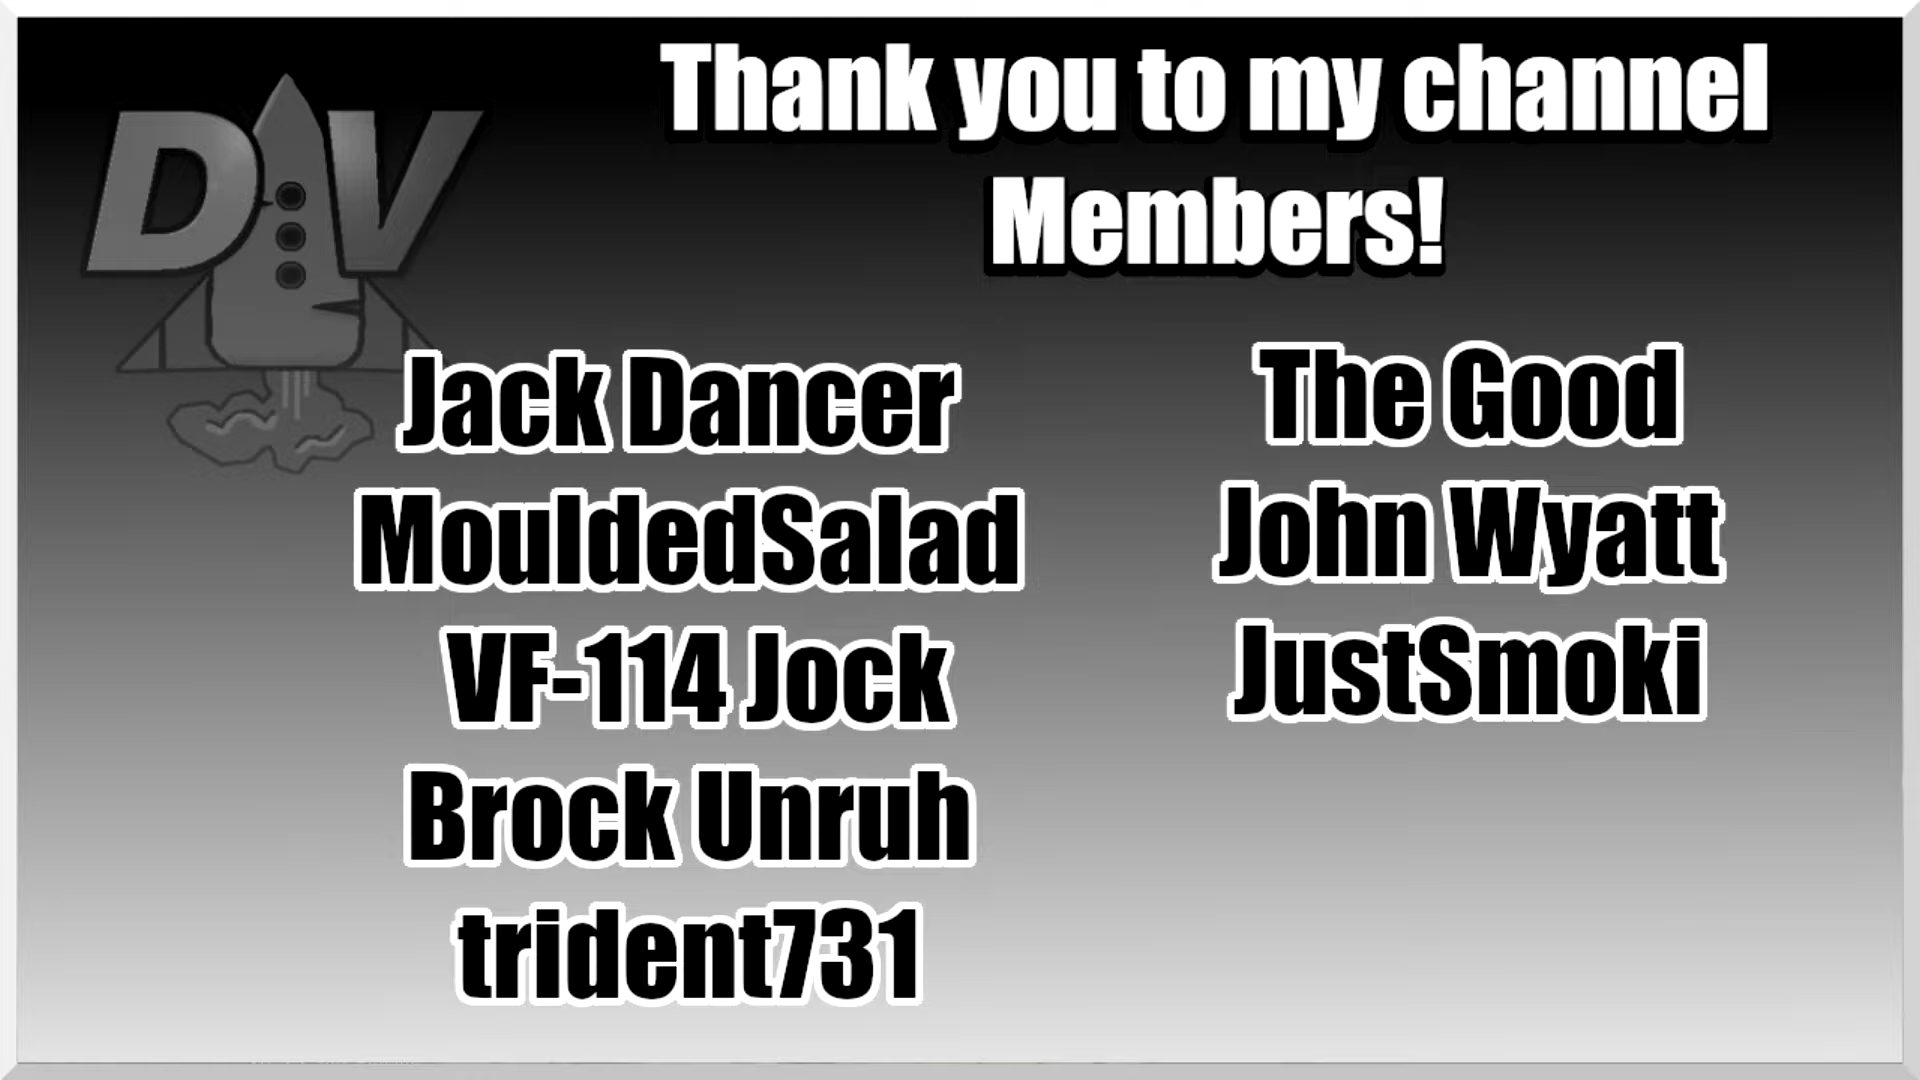 DV
Thank you to my channel
Members!
Jack Dancer
MouldedSalad
VF-114 Jock
Brock Unruh
trident731
The Good
John Wyatt
JustSmoki